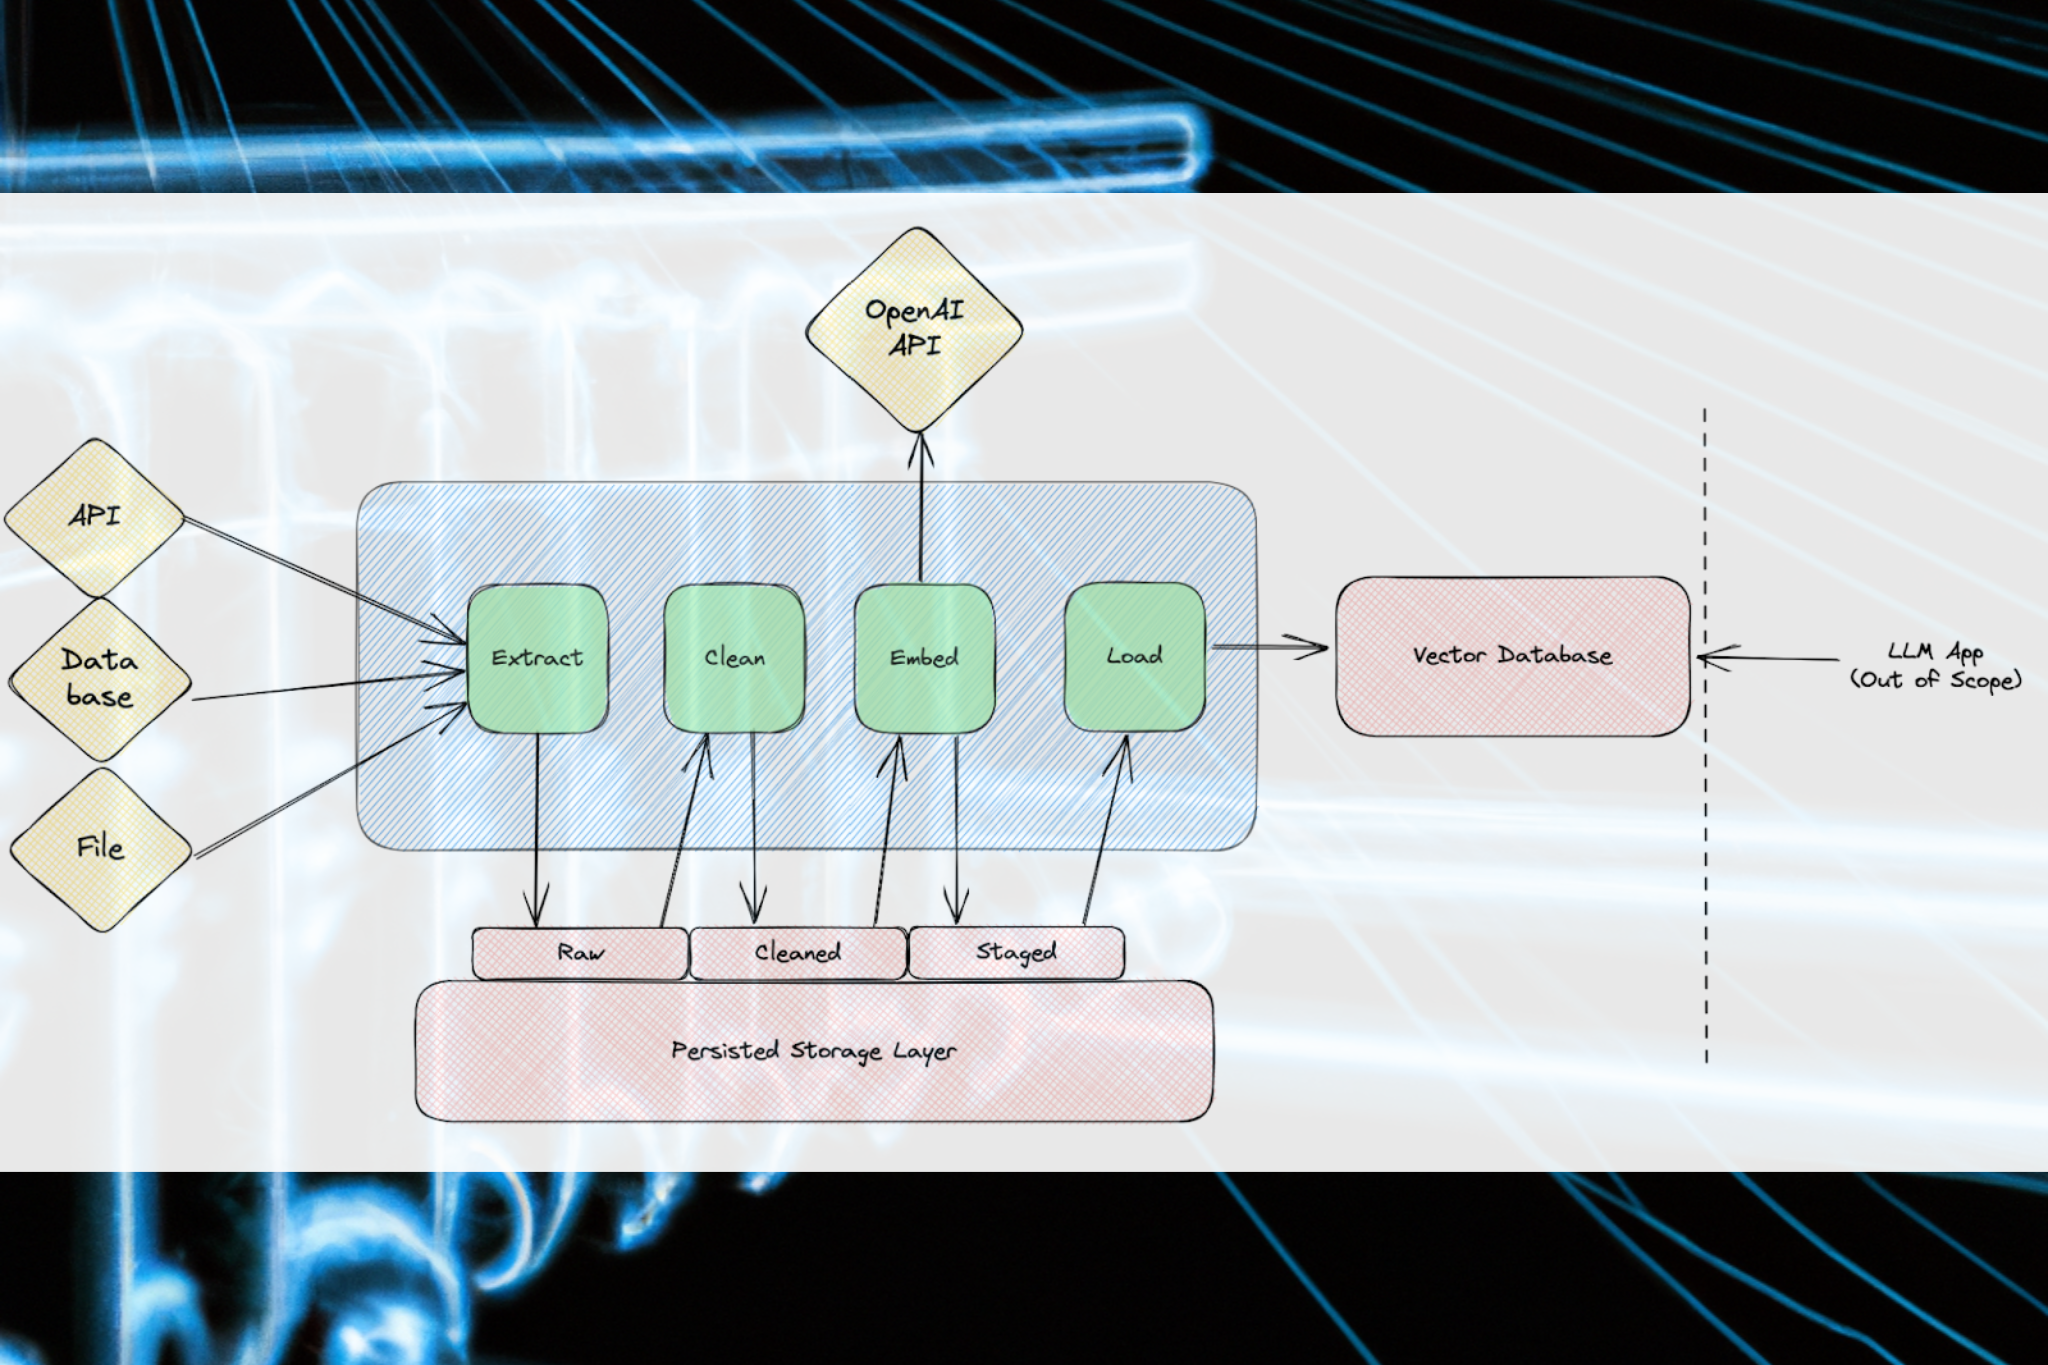 OpenAI
API
API
Data
base
File
Extract
Clean
Embed
Load
Vector Database
LLM App
(Out of Scope)
Raw
Cleaned
Staged
Persisted Storage Layer